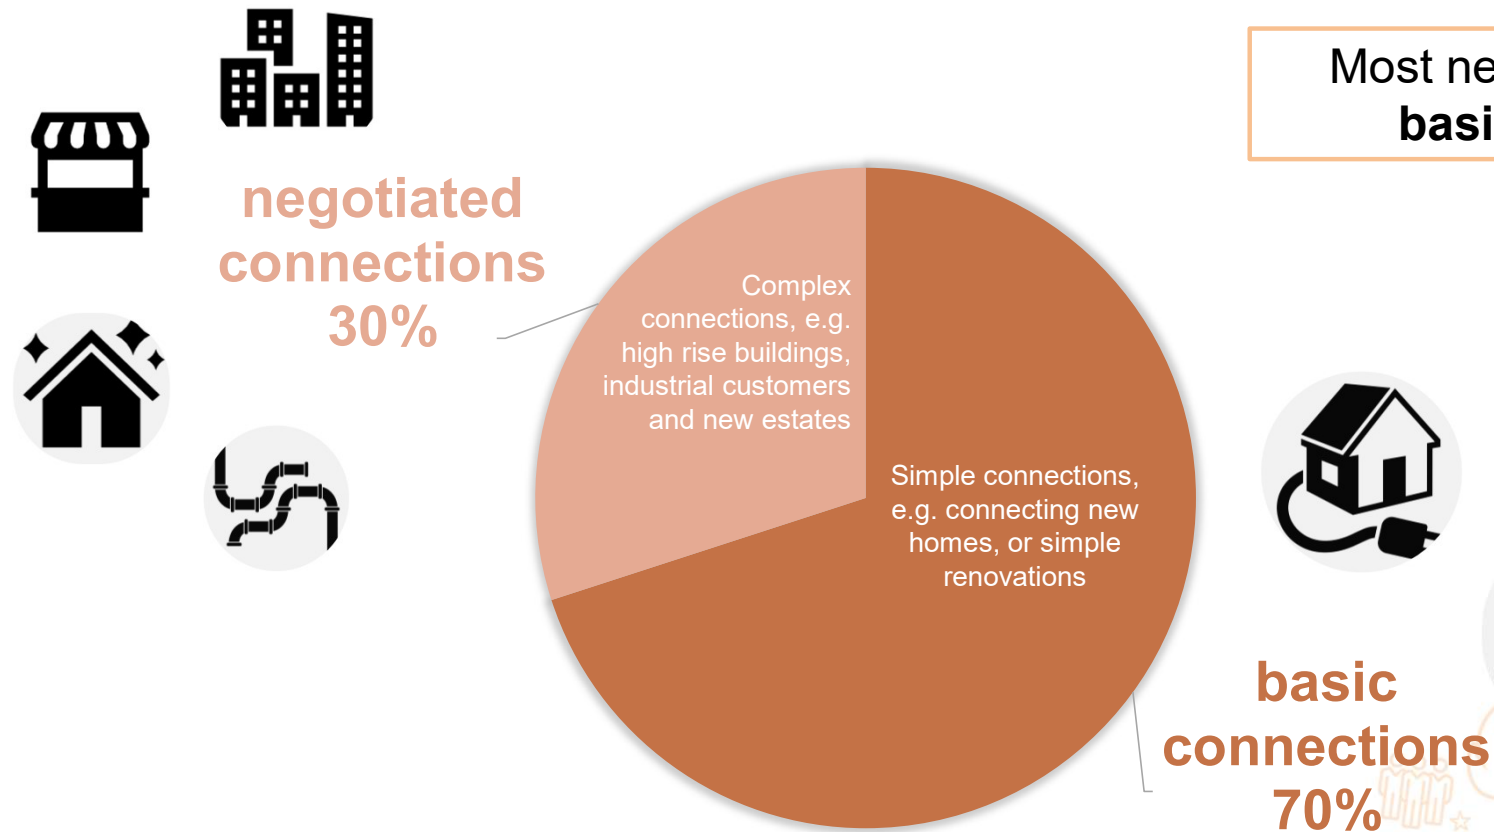 Most
basi
negotiated
connections
30%
Complex
connections, e.g.
high rise buildings,
industrial customers
and new estates
Simple connections,
e.g. connecting new
homes, or simple
renovations
basic
connections
70%